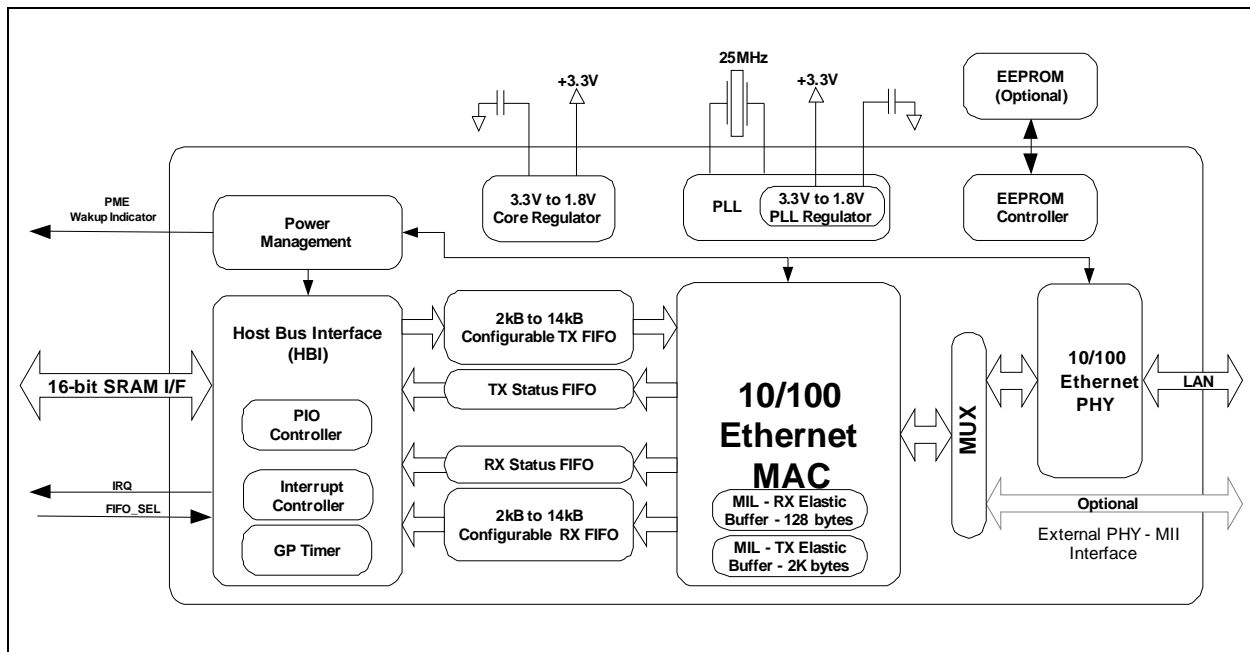 25MHz
+3.3V
+3.3V
EEPROM
(Optional)
3.3V to 1.8V
Core Regulator
PLL
3.3V to 1.8V
PLL Regulator
EEPROM
Controller
PME
Wakup Indicator
Power
Management
Host Bus Interface
(HBI)
2kB to 14kB
Configurable TX FIFO
16-bit SRAM I/F
TX Status FIFO
PIO
Controller
RX Status FIFO
IRQ
FIFO_SEL
Interrupt
Controller
2kB to 14kB
Configurable RX FIFO
GP Timer
10/100
Ethernet
MAC
MIL - RX Elastic
Buffer - 128 bytes
MIL - TX Elastic
Buffer - 2K bytes
MUX
10/100
Ethernet
PHY
LAN
Optional
External PHY - MII
Interface